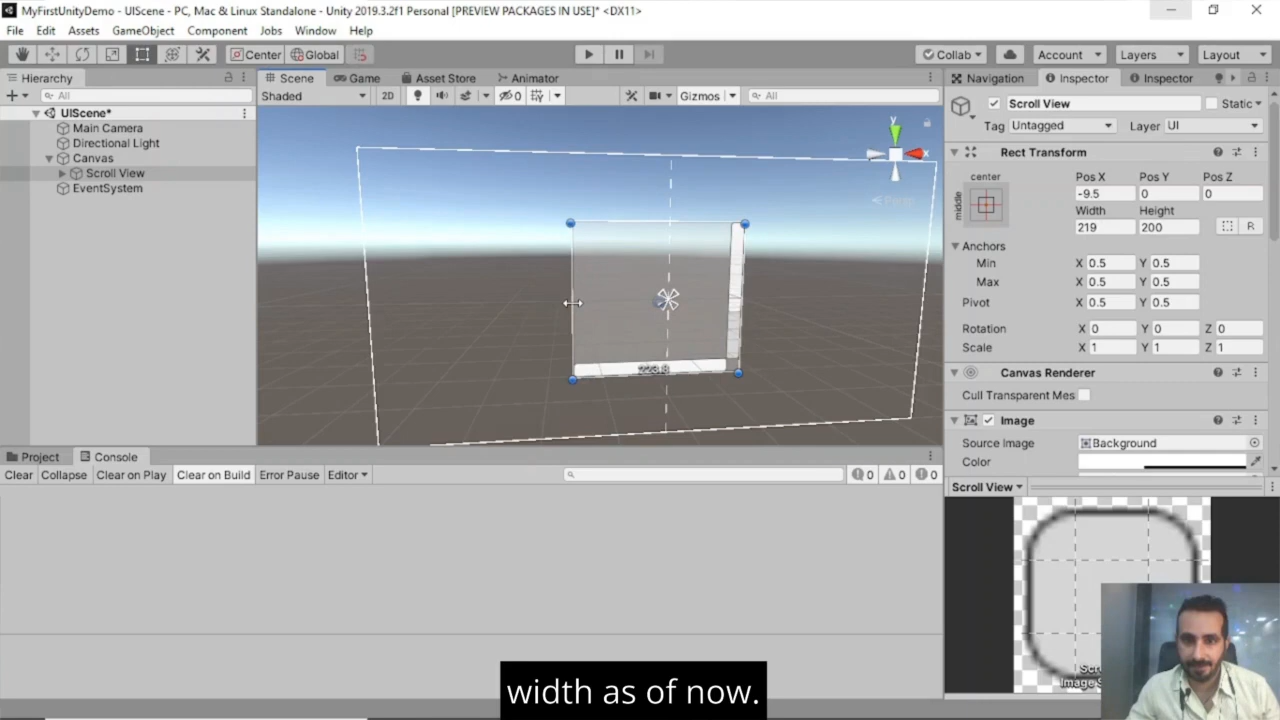 MyFirstUnityDemo - UIScene - PC, Mac & Linux Standalone - Unity 2019.3.2f1 Personal [PREVIEW PACKAGES IN USE]* <DX11>
File Edit Assets GameObject Component Jobs Window Help
Center Global Collab Account Layers Layout
Hierarchy
All
UIScene*
Main Camera
Directional Light
Canvas
Scroll View
EventSystem
Scene Game Asset Store Animator
Shaded 2D 0 Gizmos All
y
x
Persp
223.8
Navigation Inspector Inspector
Scroll View Static
Tag Untagged Layer UI
Rect Transform
center
middle
Pos X Pos Y Pos Z
-9.5 0 0
Width Height
219 200 R
Anchors
Min X 0.5 Y 0.5
Max X 0.5 Y 0.5
Pivot X 0.5 Y 0.5
Rotation X 0 Y 0 Z 0
Scale X 1 Y 1 Z 1
Canvas Renderer
Cull Transparent Mes
Image
Source Image Background
Color
Scroll View
Project Console
Clear Collapse Clear on Play Clear on Build Error Pause Editor 0 0 0
width as of now.